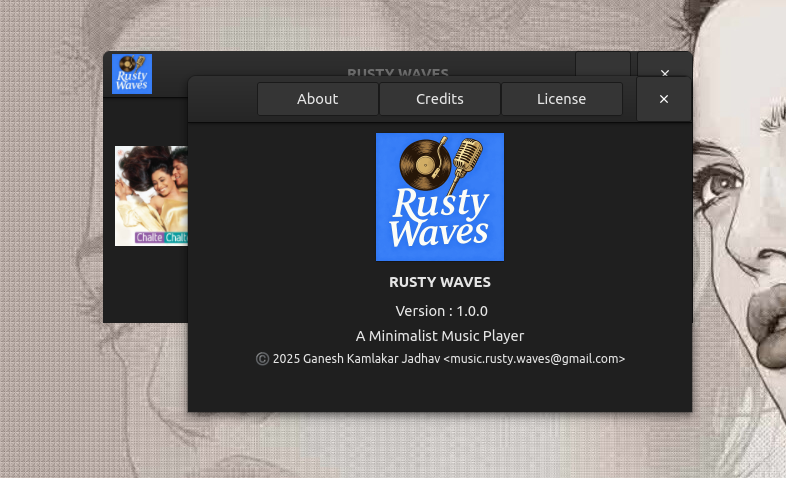 Rusty
Waves
RUSTY WAVES
×
About
Credits
License
×
Chalte Chalt
Rusty
Waves
RUSTY WAVES
Version : 1.0.0
A Minimalist Music Player
© 2025 Ganesh Kamlakar Jadhav <music.rusty.waves@gmail.com>